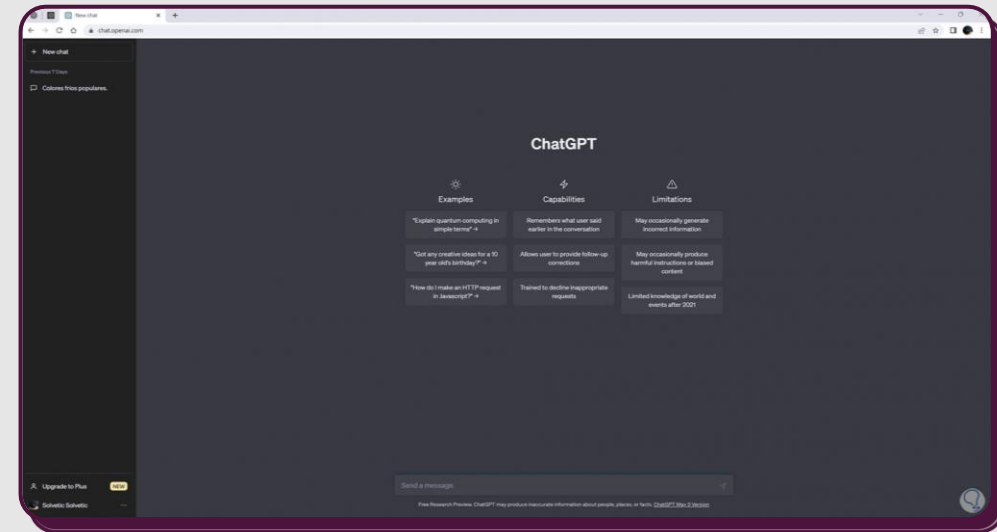 New chat
chat.openai.com
New chat
Previous 7 Days
Colores frios populares.
ChatGPT
Examples
"Explain quantum computing in
simple terms" →
"Got any creative ideas for a 10
year old's birthday?" →
"How do I make an HTTP request
in Javascript?" →
Capabilities
Remembers what user said
earlier in the conversation
Allows user to provide follow-up
corrections
Trained to decline inappropriate
requests
Limitations
May occasionally generate
incorrect information
May occasionally produce
harmful instructions or biased
content
Limited knowledge of world and
events after 2021
Upgrade to Plus NEW
Solvetic Solvetic
Send a message.
Free Research Preview. ChatGPT may produce inaccurate information about people, places, or facts. ChatGPT May 3 Version